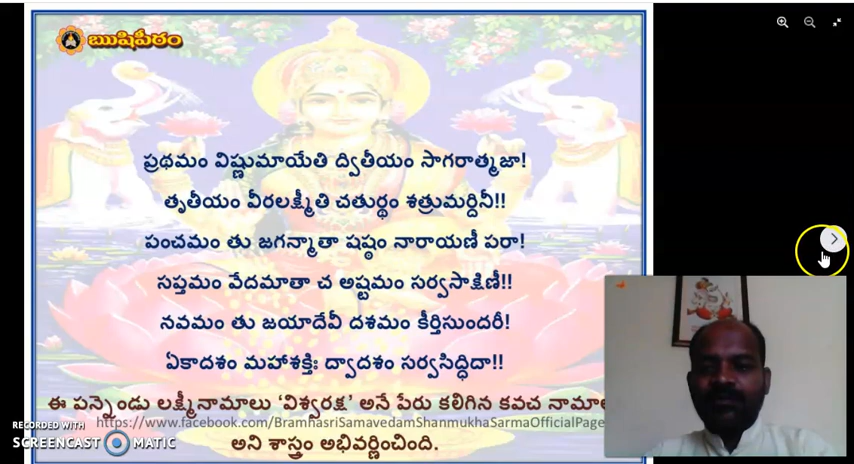 ఋషిపీఠం
ప్రథమం విష్ణుమాయేతి ద్వితీయం సాగరాత్మజా!
తృతీయం వీరలక్ష్మీతి చతుర్థం శత్రుమర్దినీ!!
పంచమం తు జగన్మాతా షష్ఠం నారాయణీ పరా!
సప్తమం వేదమాతా చ అష్టమం సర్వసాక్షిణీ!!
నవమం తు జయాదేవీ దశమం కీర్తిసుందరీ!
ఏకాదశం మహాశక్తిః ద్వాదశం సర్వసిద్ధిదా!!
ఈ పన్నెండు లక్ష్మీనామాలు ‘విశ్వరక్ష’ అనే పేరు కలిగిన కవచ
https://www.facebook.com/BramhasriSamavedamShanmukhaSarmaOfficialPage
అని శాస్త్రం అభివర్ణించింది.
RECORDED WITH
SCREENCAST MATIC